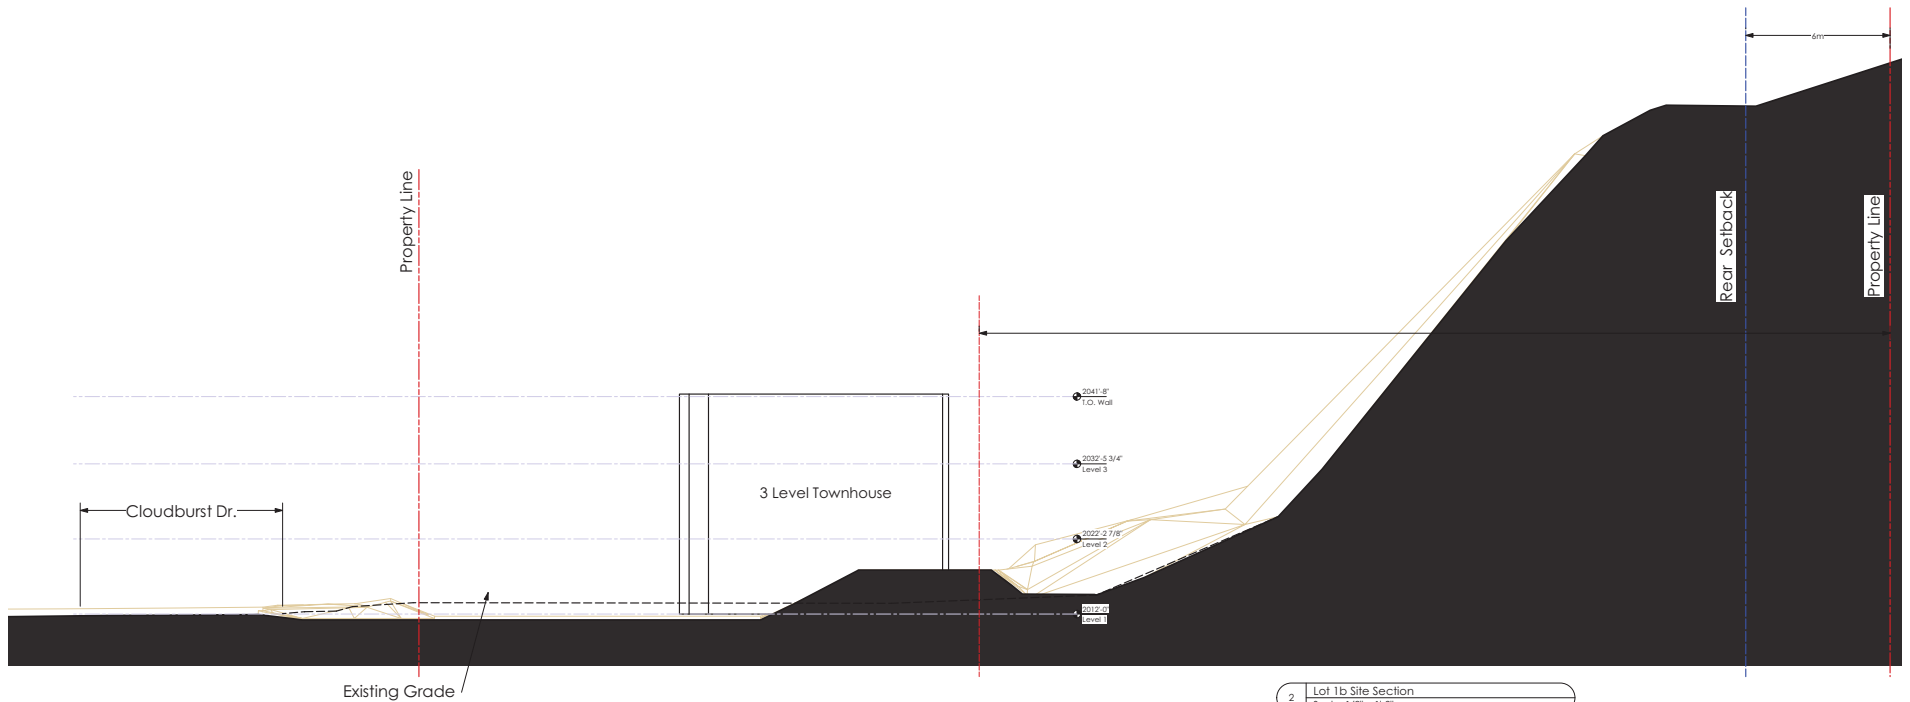 6m
Property Line
Rear Setback
Property Line
2041'-8"
T.O. Wall
2032'-5 3/4"
Level 3
3 Level Townhouse
Cloudburst Dr.
2022'-2 7/8"
Level 2
2012'-0"
Level 1
Existing Grade
2
Lot 1b Site Section